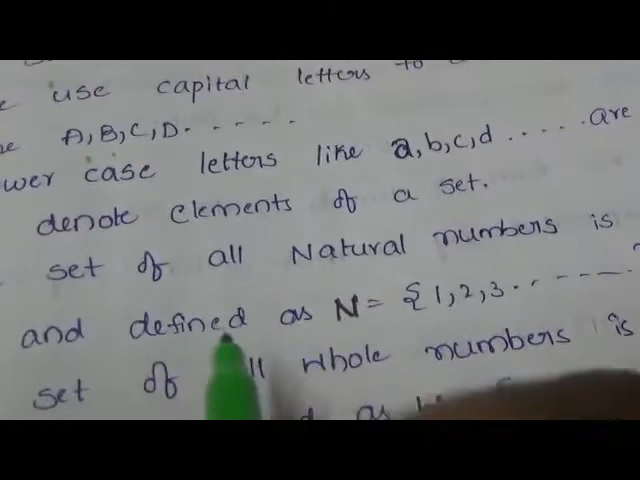 use capital letters to
A, B, C, D. - - - - -
case letters like a, b, c, d ..... are
denote elements of a set.
set of all Natural numbers is
and defined as N = {1, 2, 3 . . - - - -
set of all whole numbers is
as